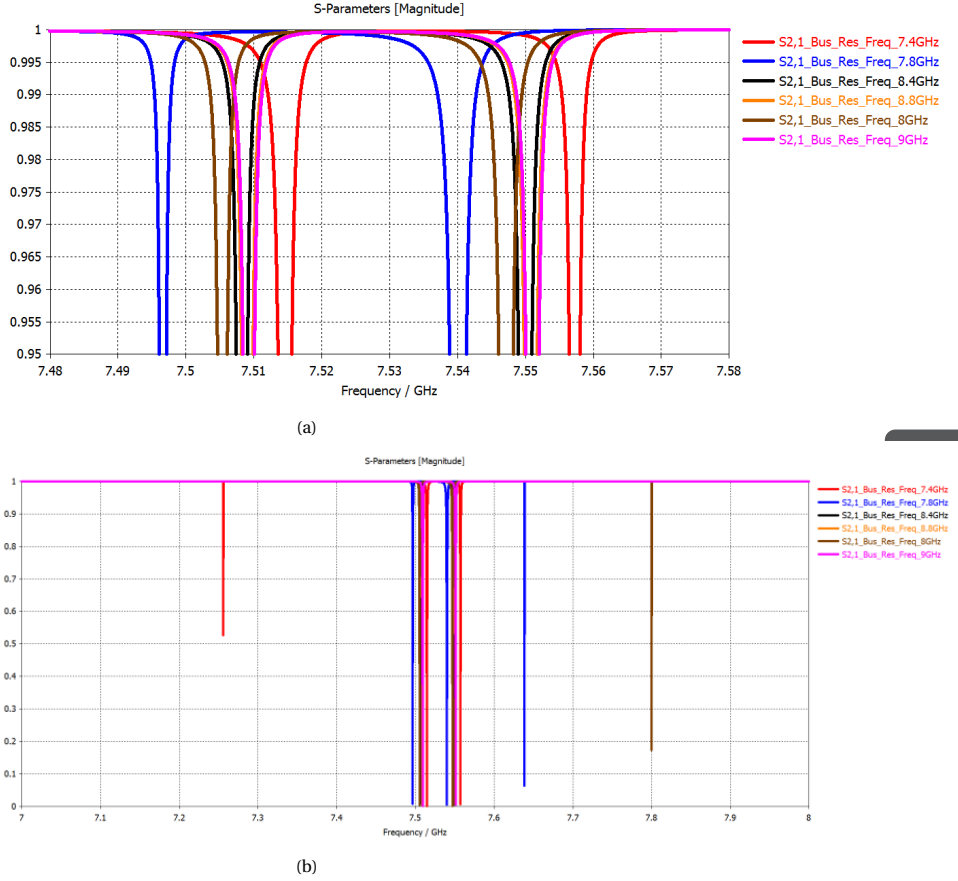 S-Parameters [Magnitude]
1
0.995
0.99
0.985
0.98
0.975
0.97
0.965
0.96
0.955
0.95
7.48 7.49 7.5 7.51 7.52 7.53 7.54 7.55 7.56 7.57 7.58
Frequency / GHz
S2,1_Bus_Res_Freq_7.4GHz
S2,1_Bus_Res_Freq_7.8GHz
S2,1_Bus_Res_Freq_8.4GHz
S2,1_Bus_Res_Freq_8.8GHz
S2,1_Bus_Res_Freq_8GHz
S2,1_Bus_Res_Freq_9GHz
(a)
S-Parameters [Magnitude]
1
0.9
0.8
0.7
0.6
0.5
0.4
0.3
0.2
0.1
0
7 7.1 7.2 7.3 7.4 7.5 7.6 7.7 7.8 7.9 8
Frequency / GHz
S2,1_Bus_Res_Freq_7.4GHz
S2,1_Bus_Res_Freq_7.8GHz
S2,1_Bus_Res_Freq_8.4GHz
S2,1_Bus_Res_Freq_8.8GHz
S2,1_Bus_Res_Freq_8GHz
S2,1_Bus_Res_Freq_9GHz
(b)